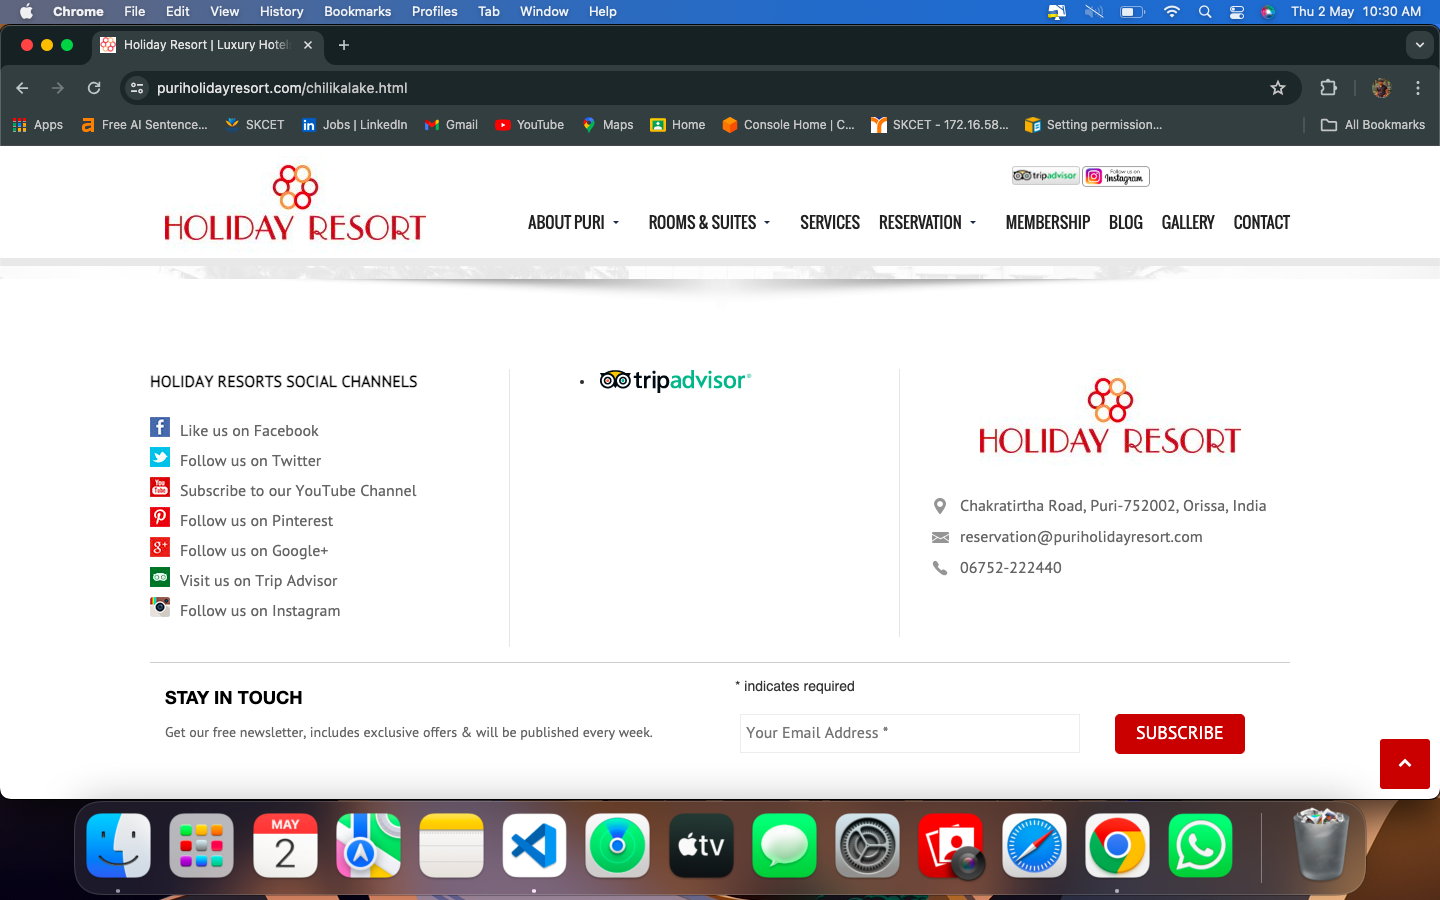 Chrome File Edit View History Bookmarks Profiles Tab Window Help Thu 2 May 10:30 AM
Holiday Resort | Luxury Hotel
puriholidayresort.com/chilikalake.html
Apps Free AI Sentence... SKCET Jobs | LinkedIn Gmail YouTube Maps Home Console Home | C... SKCET - 172.16.58... Setting permission... All Bookmarks
tripadvisor Follow us on Instagram
HOLIDAY RESORT
ABOUT PURI ROOMS & SUITES SERVICES RESERVATION MEMBERSHIP BLOG GALLERY CONTACT
HOLIDAY RESORTS SOCIAL CHANNELS
Like us on Facebook
Follow us on Twitter
You Tube Subscribe to our YouTube Channel
Follow us on Pinterest
g+ Follow us on Google+
Visit us on Trip Advisor
Follow us on Instagram
• tripadvisor®
HOLIDAY RESORT
Chakratirtha Road, Puri-752002, Orissa, India
reservation@puriholidayresort.com
06752-222440
STAY IN TOUCH
Get our free newsletter, includes exclusive offers & will be published every week.
* indicates required
Your Email Address *
SUBSCRIBE
MAY
2
tv